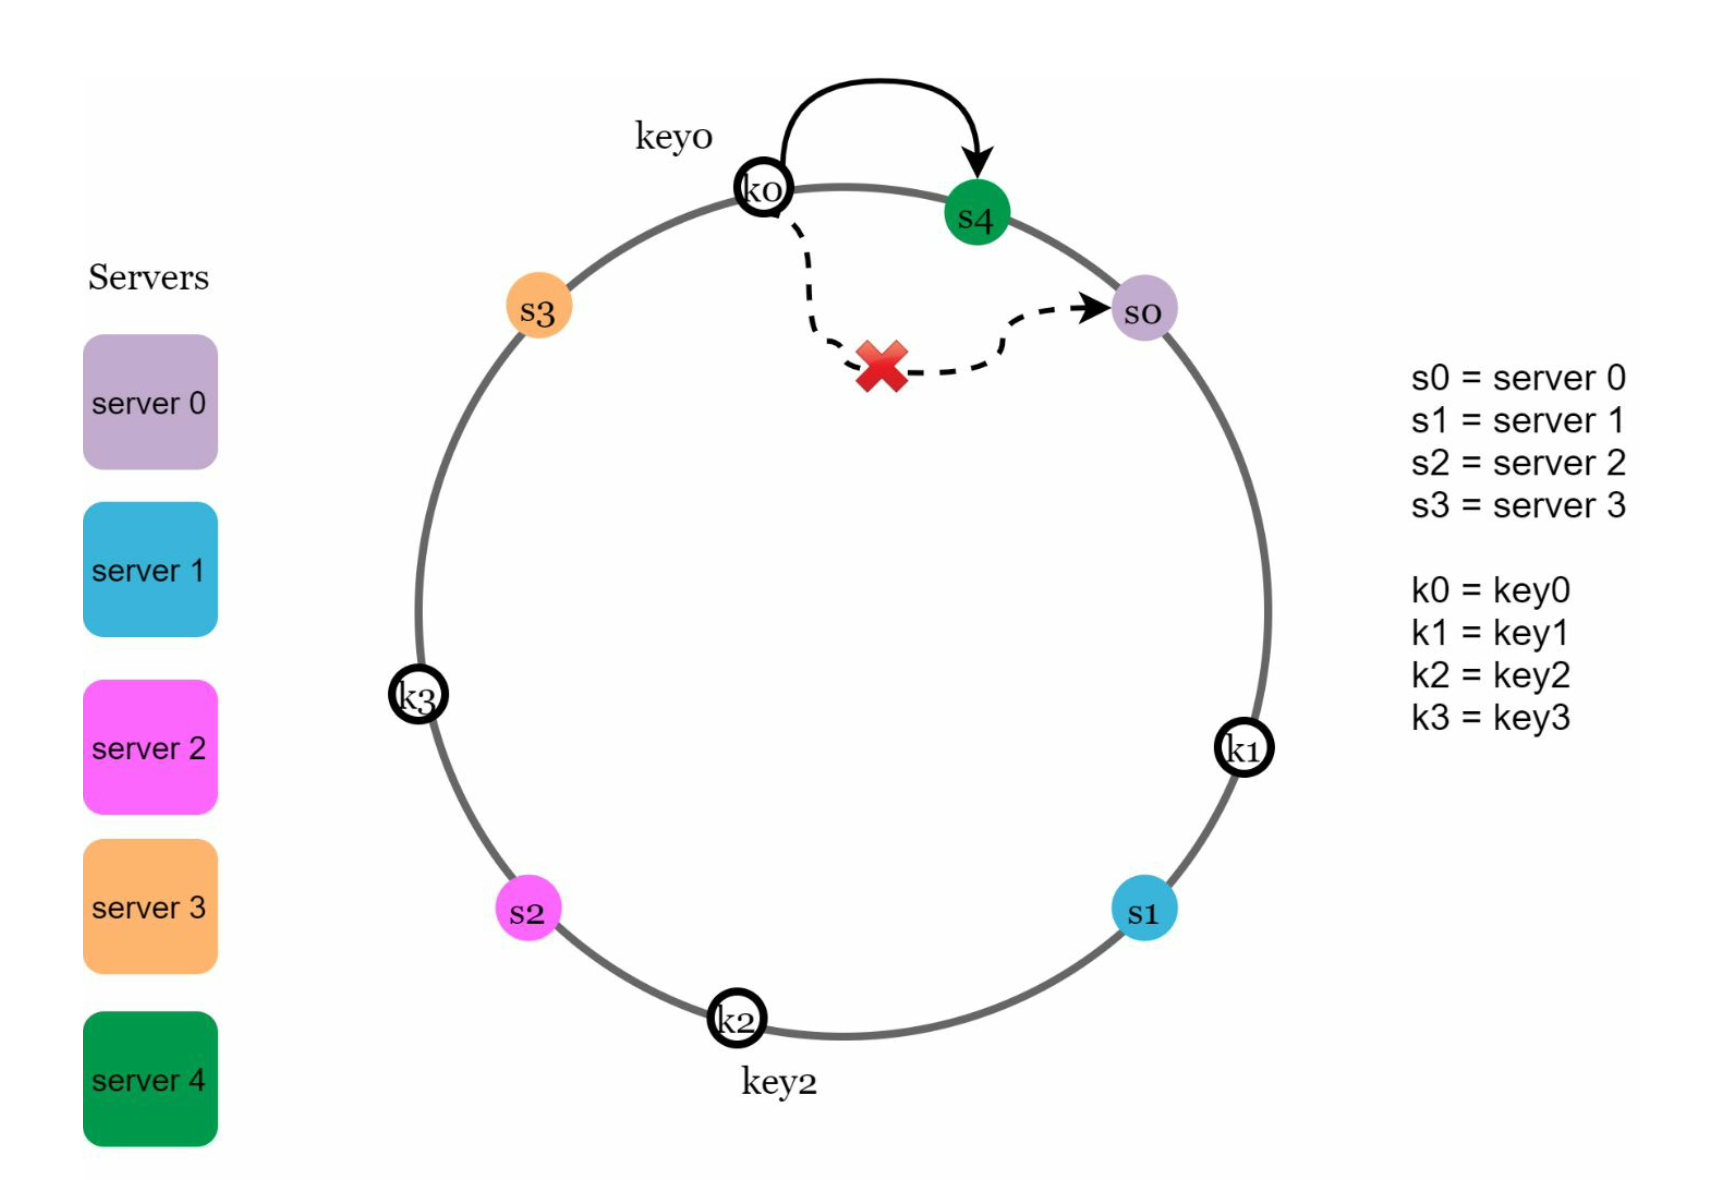 key0
k0
s4
Servers
s3
s0
server 0
s0 = server 0
s1 = server 1
s2 = server 2
s3 = server 3
server 1
k0 = key0
k1 = key1
k2 = key2
k3 = key3
k3
server 2
k1
server 3
s2
s1
k2
server 4
key2